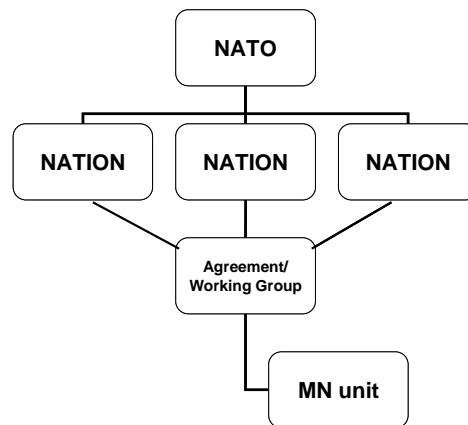 NATO
NATION
NATION
NATION
Agreement/
Working Group
MN unit